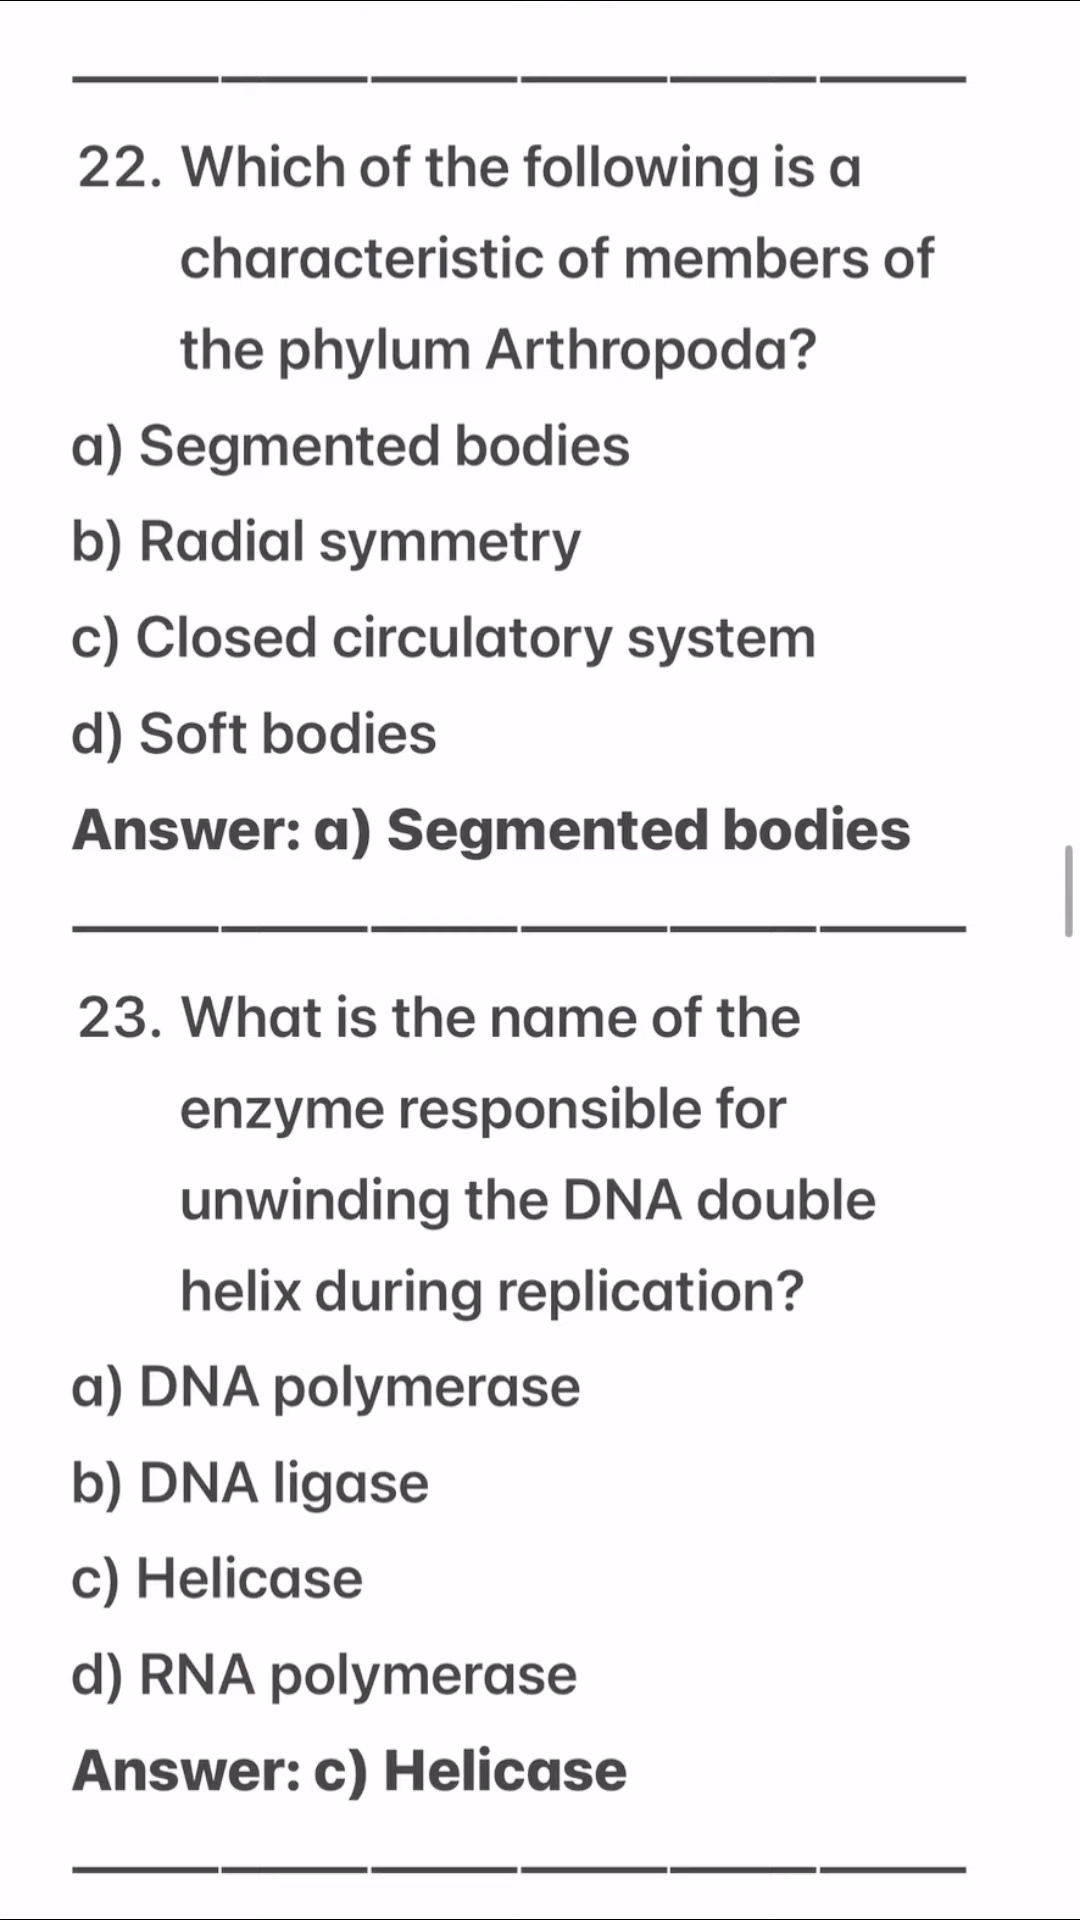 22. Which of the following is a
characteristic of members of
the phylum Arthropoda?
a) Segmented bodies
b) Radial symmetry
c) Closed circulatory system
d) Soft bodies
Answer: a) Segmented bodies
23. What is the name of the
enzyme responsible for
unwinding the DNA double
helix during replication?
a) DNA polymerase
b) DNA ligase
c) Helicase
d) RNA polymerase
Answer: c) Helicase